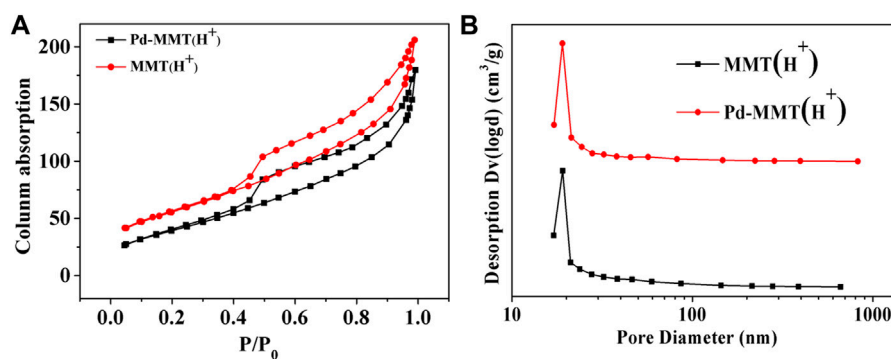 A
Pd-MMT(H⁺)
MMT(H⁺)
Colunm absorption
200
150
100
50
0
0.0 0.2 0.4 0.6 0.8 1.0
P/P₀
B
MMT(H⁺)
Pd-MMT(H⁺)
Desorption Dv(logd) (cm³/g)
10 100 1000
Pore Diameter (nm)